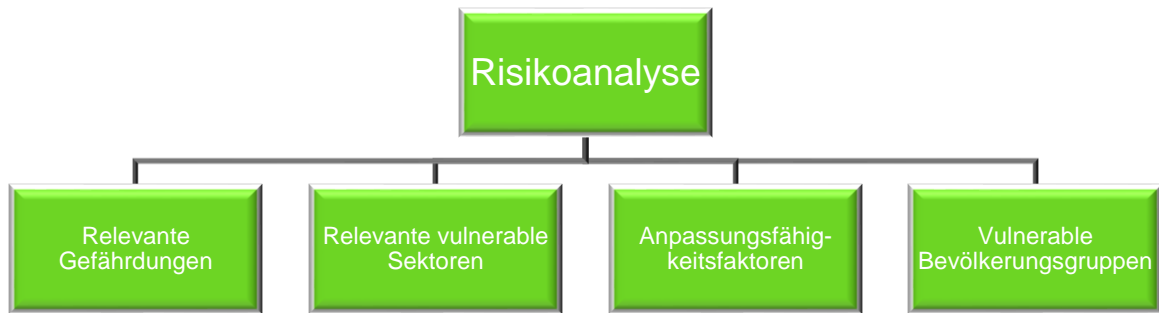 Risikoanalyse
Relevante
Gefährdungen
Relevante vulnerable
Sektoren
Anpassungsfähig-
keitsfaktoren
Vulnerable
Bevölkerungsgruppen